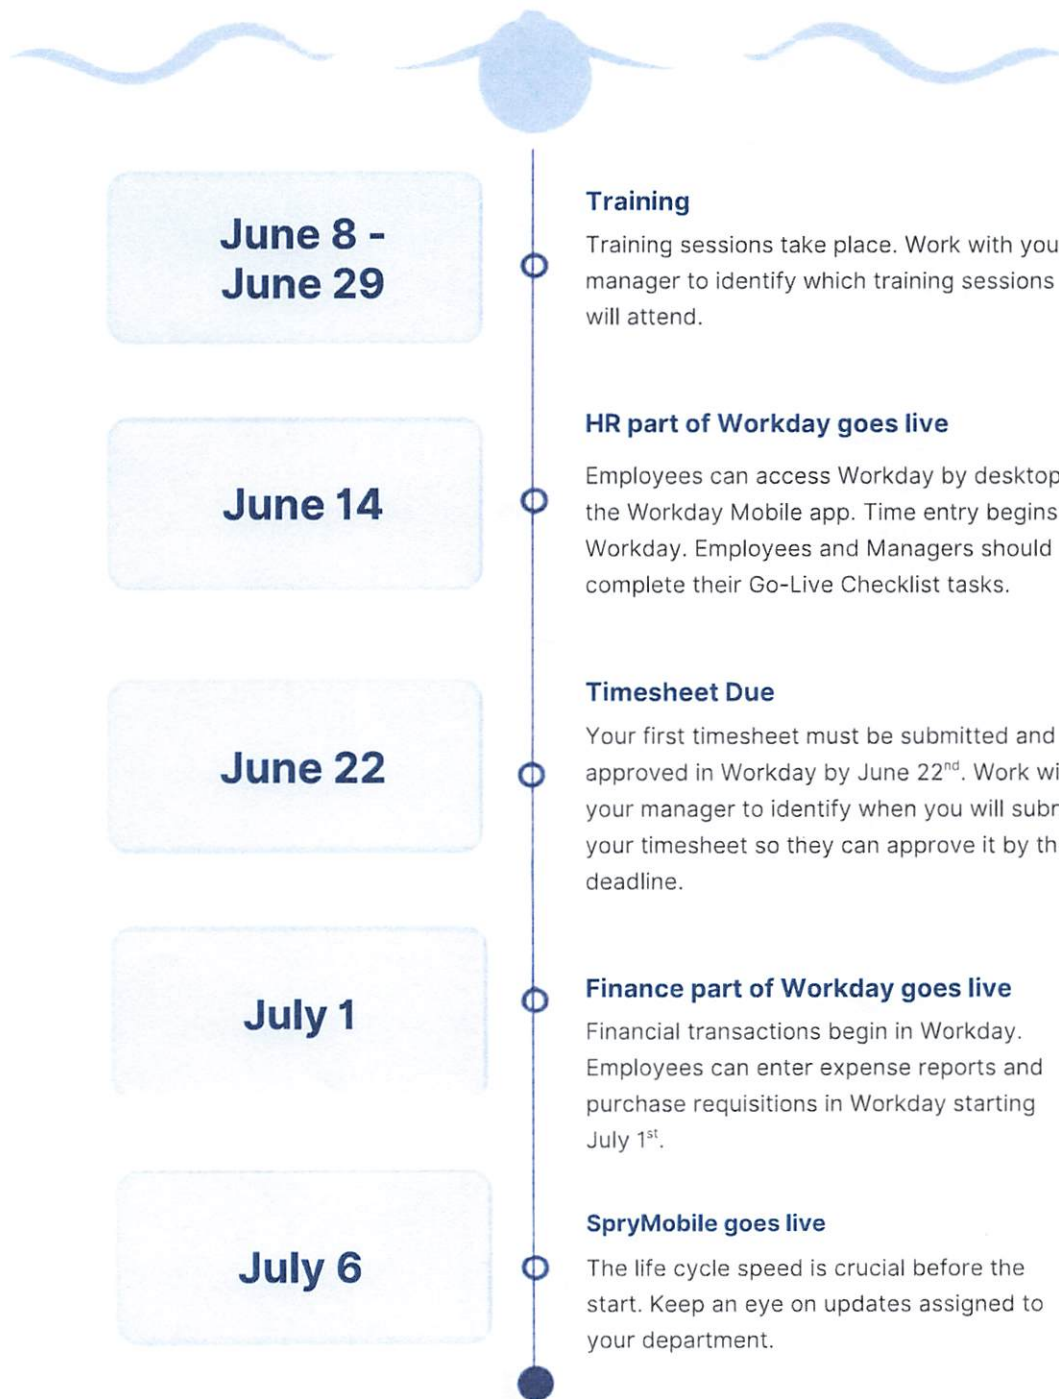 June 8 -
June 29
Training
Training sessions take place. Work with you
manager to identify which training sessions
will attend.
June 14
HR part of Workday goes live
Employees can access Workday by desktop
the Workday Mobile app. Time entry begins
Workday. Employees and Managers should
complete their Go-Live Checklist tasks.
June 22
Timesheet Due
Your first timesheet must be submitted and
approved in Workday by June 22nd. Work wi
your manager to identify when you will subm
your timesheet so they can approve it by th
deadline.
July 1
Finance part of Workday goes live
Financial transactions begin in Workday.
Employees can enter expense reports and
purchase requisitions in Workday starting
July 1st.
July 6
SpryMobile goes live
The life cycle speed is crucial before the
start. Keep an eye on updates assigned to
your department.